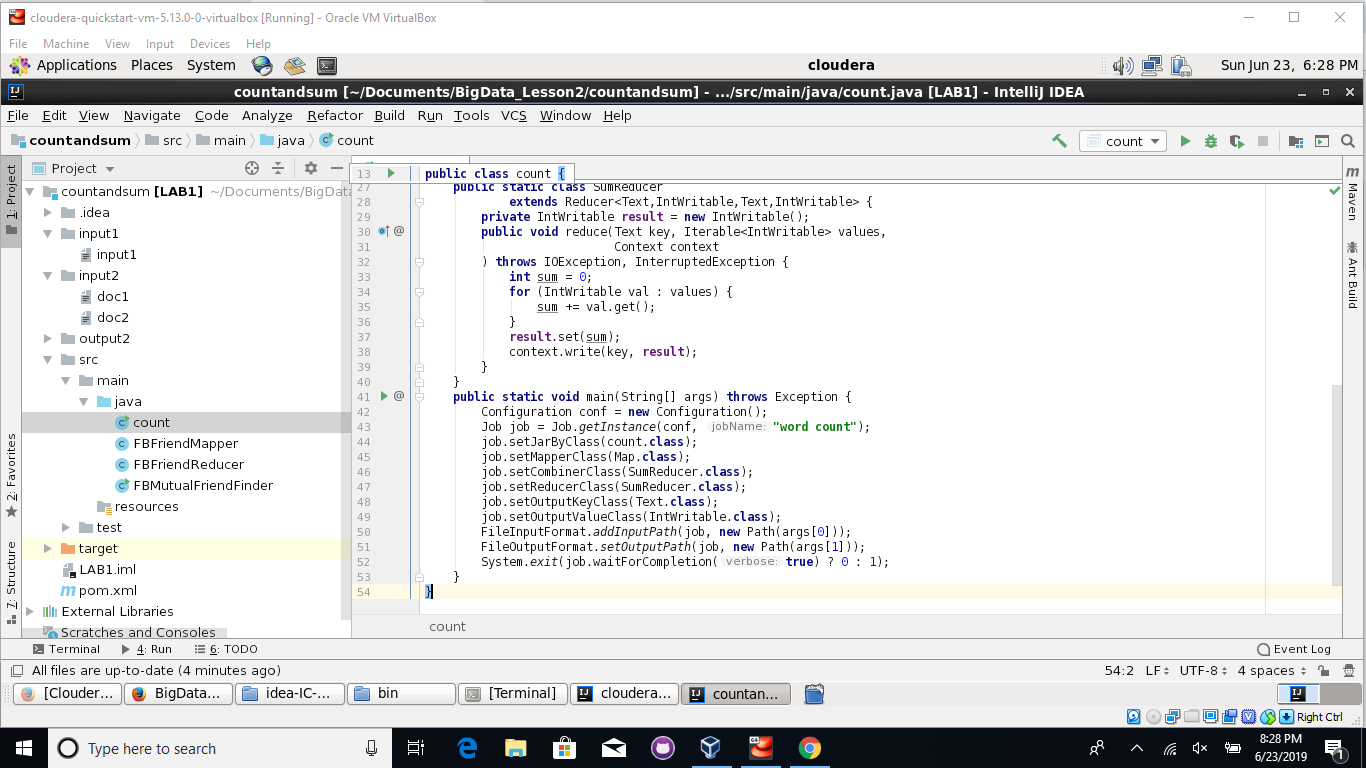 cloudera-quickstart-vm-5.13.0-0-virtualbox [Running] - Oracle VM VirtualBox
File Machine View Input Devices Help
Applications Places System cloudera Sun Jun 23, 6:28 PM
countandsum [~/Documents/BigData_Lesson2/countandsum] - .../src/main/java/count.java [LAB1] - IntelliJ IDEA
File Edit View Navigate Code Analyze Refactor Build Run Tools VCS Window Help
countandsum src main java count
count
1: Project
2: Favorites
7: Structure
Project
countandsum [LAB1] ~/Documents/BigData
.idea
input1
input1
input2
doc1
doc2
output2
src
main
java
count
FBFriendMapper
FBFriendReducer
FBMutualFriendFinder
resources
test
target
LAB1.iml
pom.xml
External Libraries
Scratches and Consoles
13 public class count {
27 public static class SumReducer
28 extends Reducer<Text,IntWritable,Text,IntWritable> {
29 private IntWritable result = new IntWritable();
30 @ public void reduce(Text key, Iterable<IntWritable> values,
31 Context context
32 ) throws IOException, InterruptedException {
33 int sum = 0;
34 for (IntWritable val : values) {
35 sum += val.get();
36 }
37 result.set(sum);
38 context.write(key, result);
39 }
40 }
41 @ public static void main(String[] args) throws Exception {
42 Configuration conf = new Configuration();
43 Job job = Job.getInstance(conf, jobName: "word count");
44 job.setJarByClass(count.class);
45 job.setMapperClass(Map.class);
46 job.setCombinerClass(SumReducer.class);
47 job.setReducerClass(SumReducer.class);
48 job.setOutputKeyClass(Text.class);
49 job.setOutputValueClass(IntWritable.class);
50 FileInputFormat.addInputPath(job, new Path(args[0]));
51 FileOutputFormat.setOutputPath(job, new Path(args[1]));
52 System.exit(job.waitForCompletion( verbose: true) ? 0 : 1);
53 }
54 }
count
Maven
Ant Build
Terminal 4: Run 6: TODO Event Log
All files are up-to-date (4 minutes ago) 54:2 LF UTF-8 4 spaces
[Clouder... BigData... idea-IC-... bin [Terminal] cloudera... countan...
Right Ctrl
Type here to search
8:28 PM
6/23/2019
1